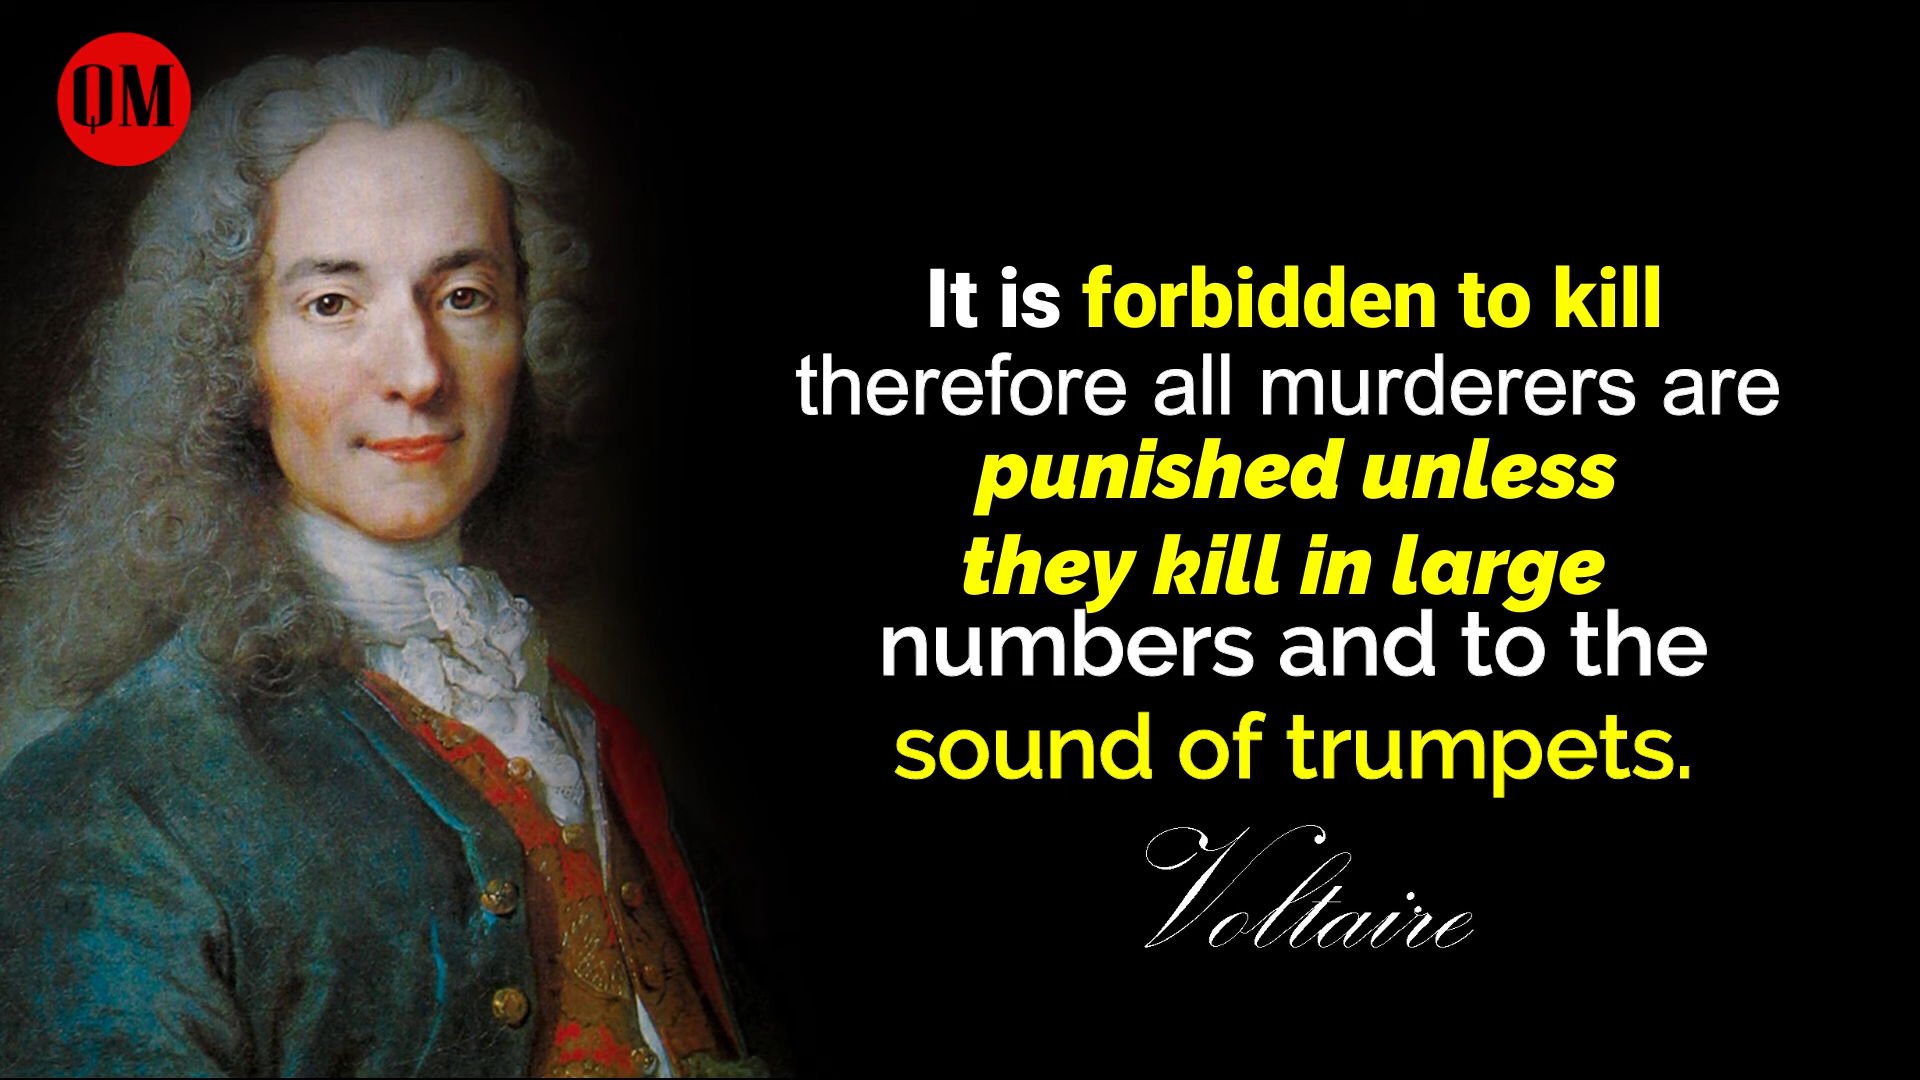 QM
It is forbidden to kill
therefore all murderers are
punished unless
they kill in large
numbers and to the
sound of trumpets.
Voltaire